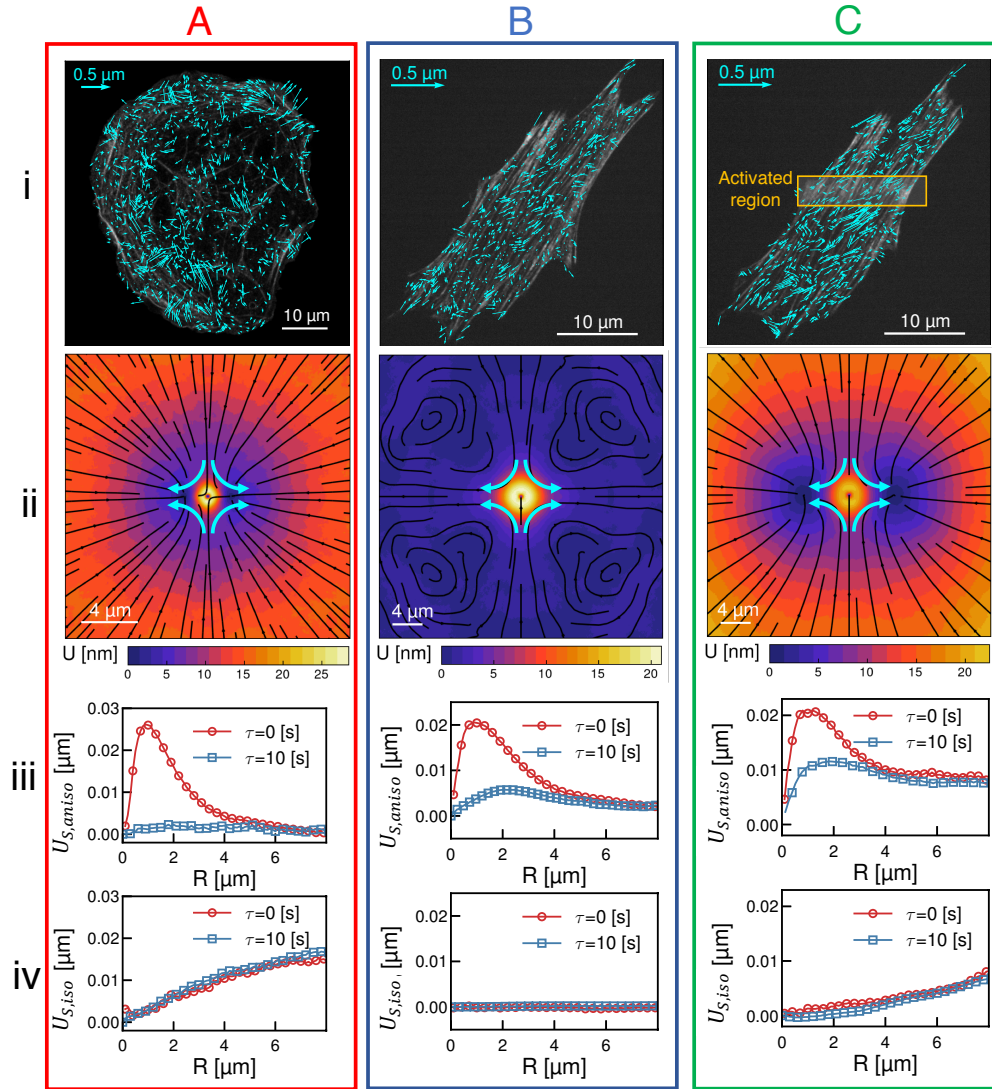 A B C
i
0.5 µm
10 µm
0.5 µm
10 µm
0.5 µm
Activated
region
10 µm
ii
4 µm
4 µm
4 µm
U [nm] 0 5 10 15 20 25
U [nm] 0 5 10 15 20
U [nm] 0 5 10 15 20
iii
U_{S,aniso} [µm]
0.03
0.02
0.01
0.00
τ=0 [s]
τ=10 [s]
0 2 4 6
R [µm]
U_{S,aniso} [µm]
0.02
0.01
0.00
τ=0 [s]
τ=10 [s]
0 2 4 6
R [µm]
U_{S,aniso} [µm]
0.02
0.01
0.00
τ=0 [s]
τ=10 [s]
0 2 4 6
R [µm]
iv
U_{S,iso} [µm]
0.03
0.02
0.01
0.00
τ=0 [s]
τ=10 [s]
0 2 4 6
R [µm]
U_{S,iso} [µm]
0.02
0.01
0.00
τ=0 [s]
τ=10 [s]
0 2 4 6
R [µm]
U_{S,iso} [µm]
0.02
0.01
0.00
τ=0 [s]
τ=10 [s]
0 2 4 6
R [µm]